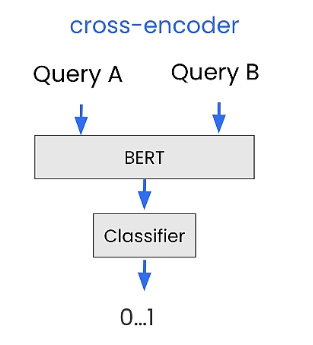 cross-encoder
Query A Query B
BERT
Classifier
0...1